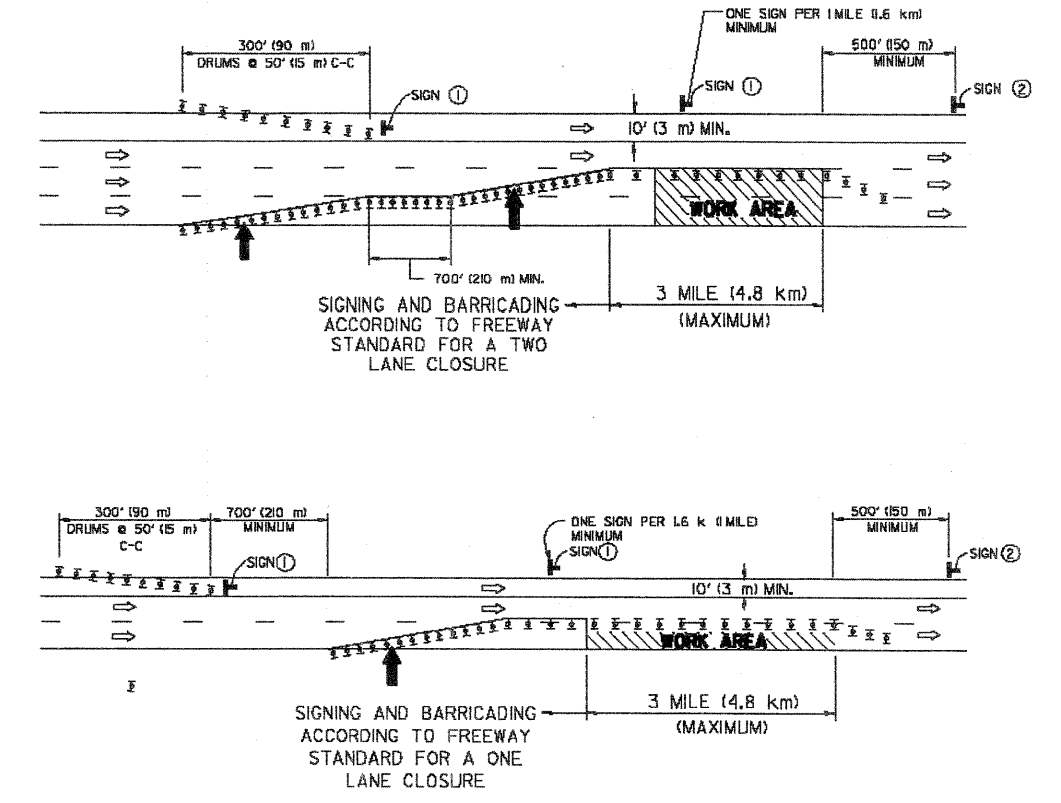 ONE SIGN PER 1 MILE (1.6 km)
MINIMUM
300' (90 m)
DRUMS @ 50' (15 m) C-C
500' (150 m)
MINIMUM
SIGN 1
SIGN 1
SIGN 2
10' (3 m) MIN.
WORK AREA
700' (210 m) MIN.
3 MILE (4.8 km)
(MAXIMUM)
SIGNING AND BARRICADING
ACCORDING TO FREEWAY
STANDARD FOR A TWO
LANE CLOSURE
300' (90 m)
DRUMS @ 50' (15 m)
C-C
700' (210 m)
MINIMUM
ONE SIGN PER 1.6 k (1 MILE)
MINIMUM
SIGN 1
500' (150 m)
MINIMUM
SIGN 1
SIGN 2
10' (3 m) MIN.
WORK AREA
3 MILE (4.8 km)
(MAXIMUM)
SIGNING AND BARRICADING
ACCORDING TO FREEWAY
STANDARD FOR A ONE
LANE CLOSURE